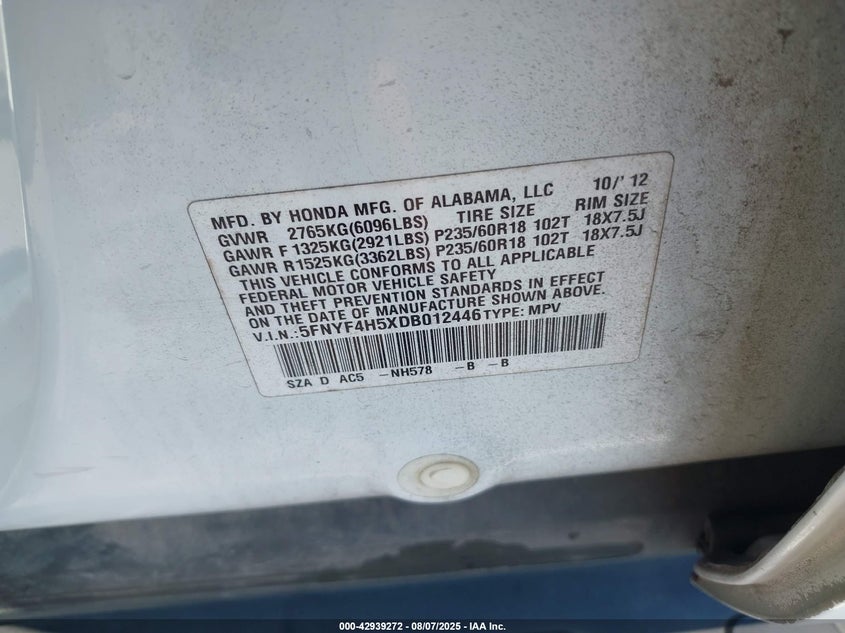 MFD. BY HONDA MFG. OF ALABAMA, LLC 10/' 12
GVWR 2765KG(6096LBS) TIRE SIZE RIM SIZE
GAWR F 1325KG(2921LBS) P235/60R18 102T 18X7.5J
GAWR R1525KG(3362LBS) P235/60R18 102T 18X7.5J
THIS VEHICLE CONFORMS TO ALL APPLICABLE
FEDERAL MOTOR VEHICLE SAFETY
AND THEFT PREVENTION STANDARDS IN EFFECT
ON THE DATE OF MANUFACTURE SHOWN ABOVE.
V.I.N.:5FNYF4H5XDB012446 TYPE: MPV
SZA D AC5 -NH578 -B -B
000-42939272 - 08/07/2025 - IAA Inc.